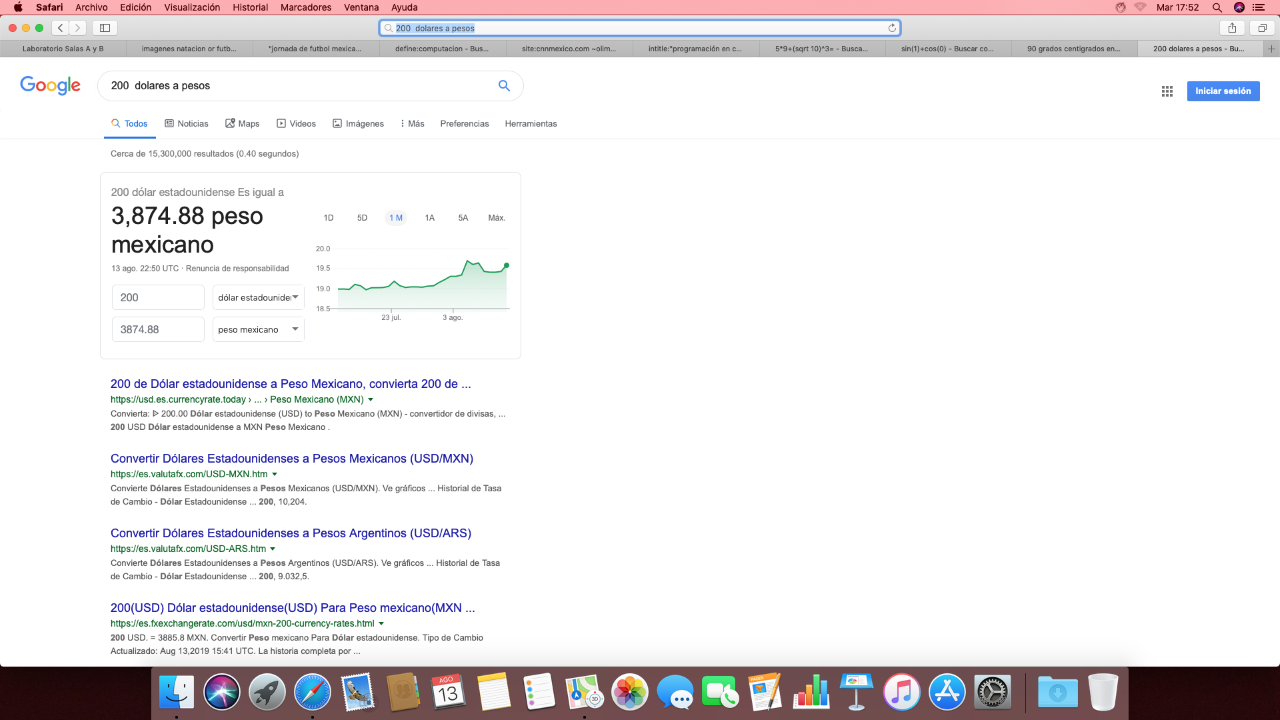 Safari Archivo Edición Visualización Historial Marcadores Ventana Ayuda Mar 17:52
200 dolares a pesos
Laboratorio Salas A y B
imagenes natacion or futb...
"jornada de futbol mexica...
define:computacion - Bus...
site:cnnmexico.com ~olim...
intitle:"programación en c...
5*9+(sqrt 10)^3= - Busca...
sin(1)+cos(0) - Buscar co...
90 grados centigrados en...
200 dolares a pesos - Bu...
Google
200 dolares a pesos
Iniciar sesión
Todos Noticias Maps Videos Imágenes Más Preferencias Herramientas
Cerca de 15,300,000 resultados (0.40 segundos)
200 dólar estadounidense Es igual a
3,874.88 peso
mexicano
13 ago. 22:50 UTC · Renuncia de responsabilidad
200 dólar estadounide
3874.88 peso mexicano
1D 5D 1 M 1A 5A Máx.
20.0
19.5
19.0
18.5
23 jul. 3 ago.
200 de Dólar estadounidense a Peso Mexicano, convierta 200 de ...
https://usd.es.currencyrate.today › ... › Peso Mexicano (MXN)
Convierta: ᐈ 200.00 Dólar estadounidense (USD) to Peso Mexicano (MXN) - convertidor de divisas, ...
200 USD Dólar estadounidense a MXN Peso Mexicano .
Convertir Dólares Estadounidenses a Pesos Mexicanos (USD/MXN)
https://es.valutafx.com/USD-MXN.htm
Convierte Dólares Estadounidenses a Pesos Mexicanos (USD/MXN). Ve gráficos ... Historial de Tasa
de Cambio - Dólar Estadounidense ... 200, 10,204.
Convertir Dólares Estadounidenses a Pesos Argentinos (USD/ARS)
https://es.valutafx.com/USD-ARS.htm
Convierte Dólares Estadounidenses a Pesos Argentinos (USD/ARS). Ve gráficos ... Historial de Tasa
de Cambio - Dólar Estadounidense ... 200, 9.032,5.
200(USD) Dólar estadounidense(USD) Para Peso mexicano(MXN ...
https://es.fxexchangerate.com/usd/mxn-200-currency-rates.html
200 USD. = 3885.8 MXN. Convertir Peso mexicano Para Dólar estadounidense. Tipo de Cambio
Actualizado: Aug 13,2019 15:41 UTC. La historia completa por ...
AGO
13
3D